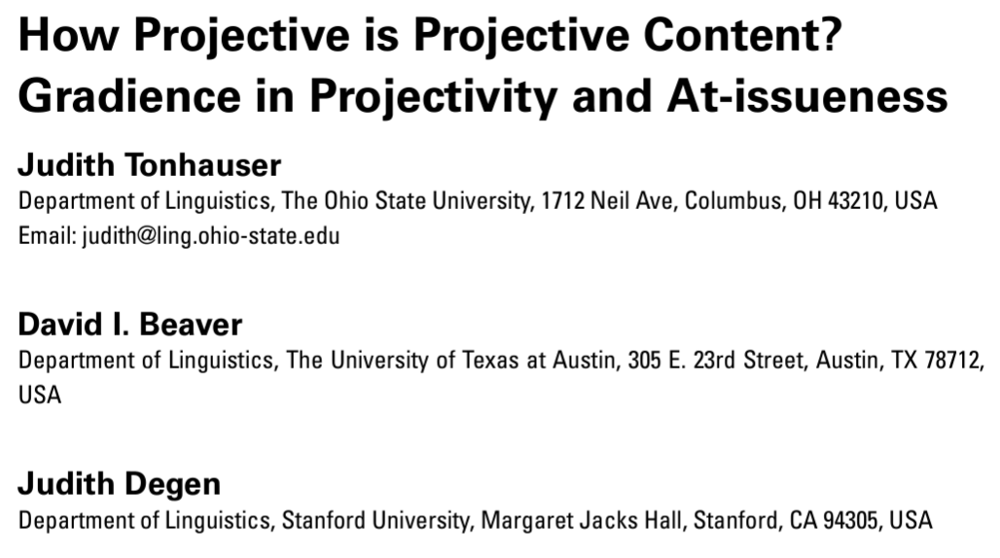 How Projective is Projective Content?
Gradience in Projectivity and At-issueness
Judith Tonhauser
Department of Linguistics, The Ohio State University, 1712 Neil Ave, Columbus, OH 43210, USA
Email: judith@ling.ohio-state.edu
David I. Beaver
Department of Linguistics, The University of Texas at Austin, 305 E. 23rd Street, Austin, TX 78712,
USA
Judith Degen
Department of Linguistics, Stanford University, Margaret Jacks Hall, Stanford, CA 94305, USA